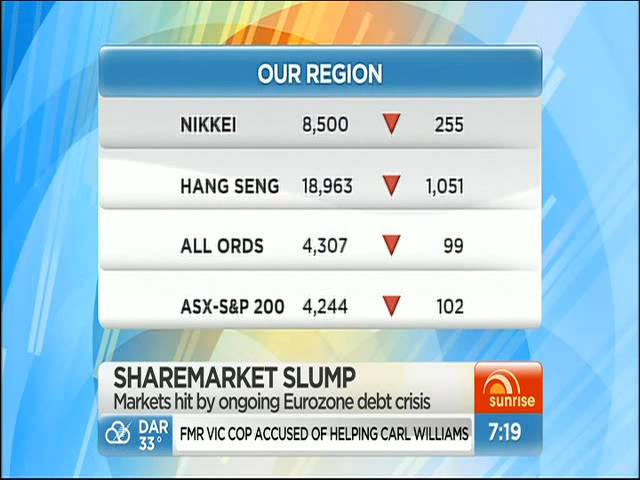 OUR REGION
NIKKEI 8,500 ▼ 255
HANG SENG 18,963 ▼ 1,051
ALL ORDS 4,307 ▼ 99
ASX-S&P 200 4,244 ▼ 102
SHAREMARKET SLUMP
Markets hit by ongoing Eurozone debt crisis
sunrise
DAR
33°
FMR VIC COP ACCUSED OF HELPING CARL WILLIAMS
7:19